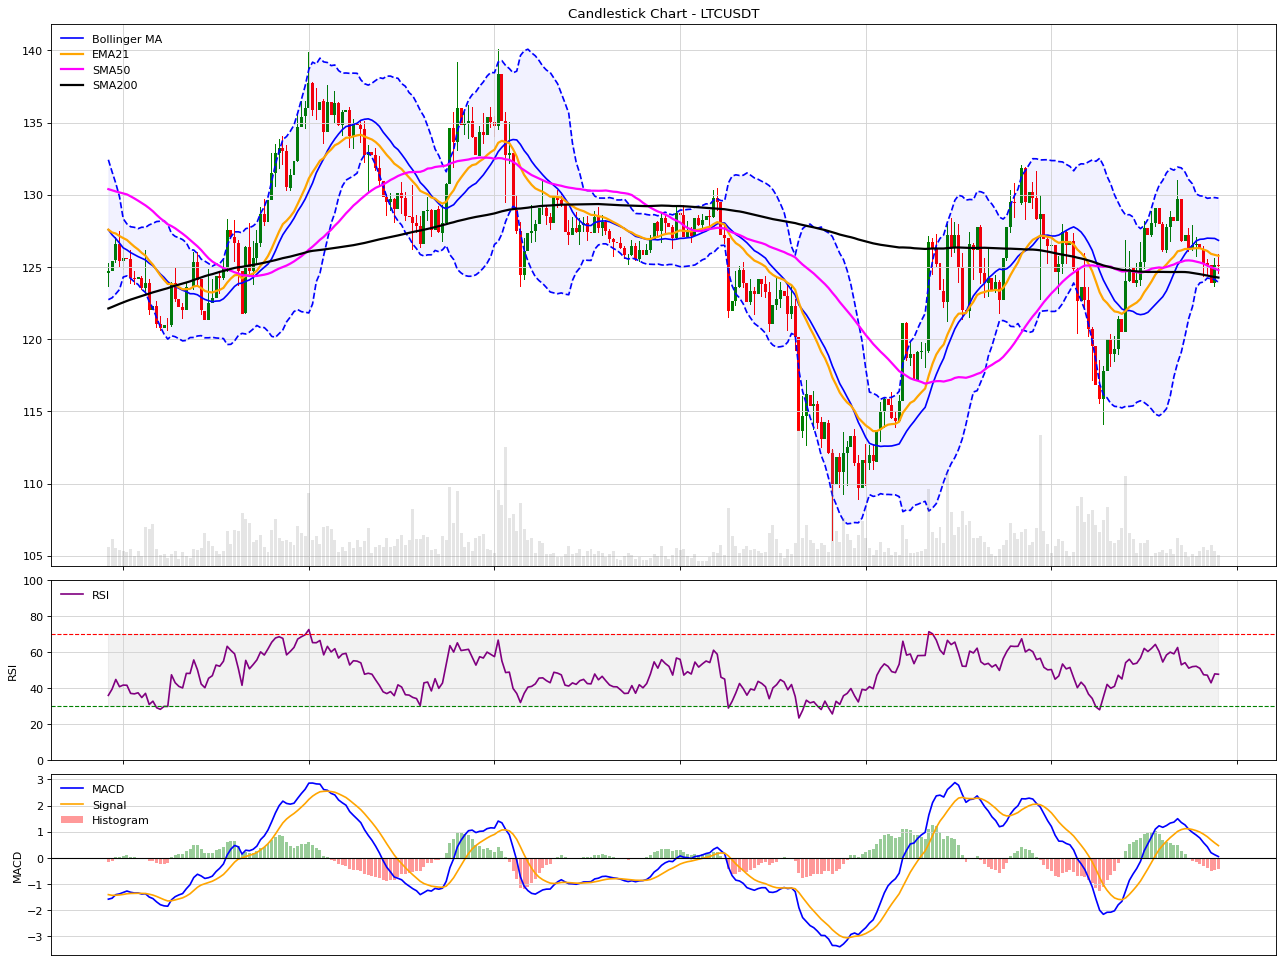 Candlestick Chart - LTCUSDT
Bollinger MA
EMA21
SMA50
SMA200
140
135
130
125
120
115
110
105
RSI
100
80
60
40
20
0
RSI
MACD
Signal
Histogram
3
2
1
0
−1
−2
−3
MACD